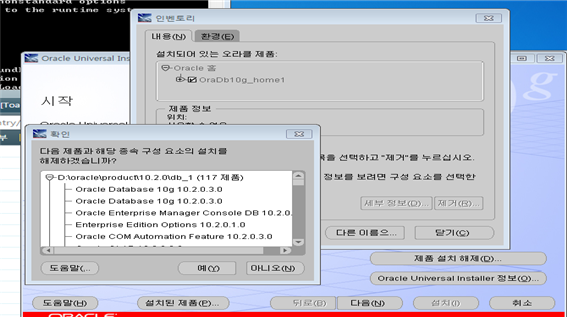 nonstandard options
to the runtime syste
Oracle Universal Insta
인벤토리
내용(N)
환경(E)
설치되어 있는 오라클 제품:
Oracle 홈
OraDb10g_home1
제품 정보
위치:
시작
Oracle Universal
[Toa
확인
다음 제품과 해당 종속 구성 요소의 설치를
해제하겠습니까?
D:\oracle\product\10.2.0\db_1 (117 제품)
Oracle Database 10g 10.2.0.3.0
Oracle Database 10g 10.2.0.3.0
Oracle Enterprise Manager Console DB 10.2.0.
Enterprise Edition Options 10.2.0.1.0
Oracle COM Automation Feature 10.2.0.3.0
도움말(...
예(Y)
아니오(N)
목을 선택하고 "제거"를 누르십시오.
정보를 보려면 구성 요소를 선택한
세부 정보(D)...
제거(R)...
다른 이름으...
닫기(C)
제품 설치 해제(D)...
Oracle Universal Installer 정보(O)...
도움말(H)
설치된 제품(P)...
뒤로(B)
다음(N)
설치(I)
취소
ORACLE